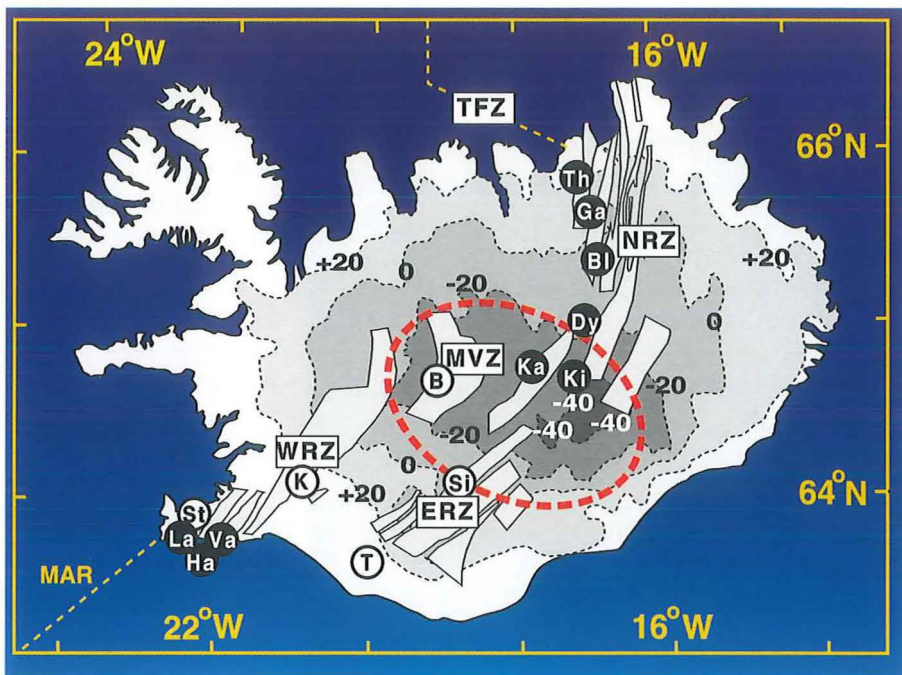 24°W
16°W
TFZ
66°N
Th
Ga
NRZ
Bl
+20
0
-20
+20
Dy
0
MVZ
Ka
Ki
B
-20
-40
-40
-40
-20
WRZ
0
K
Si
+20
64°N
St
ERZ
La
Va
Ha
T
MAR
22°W
16°W